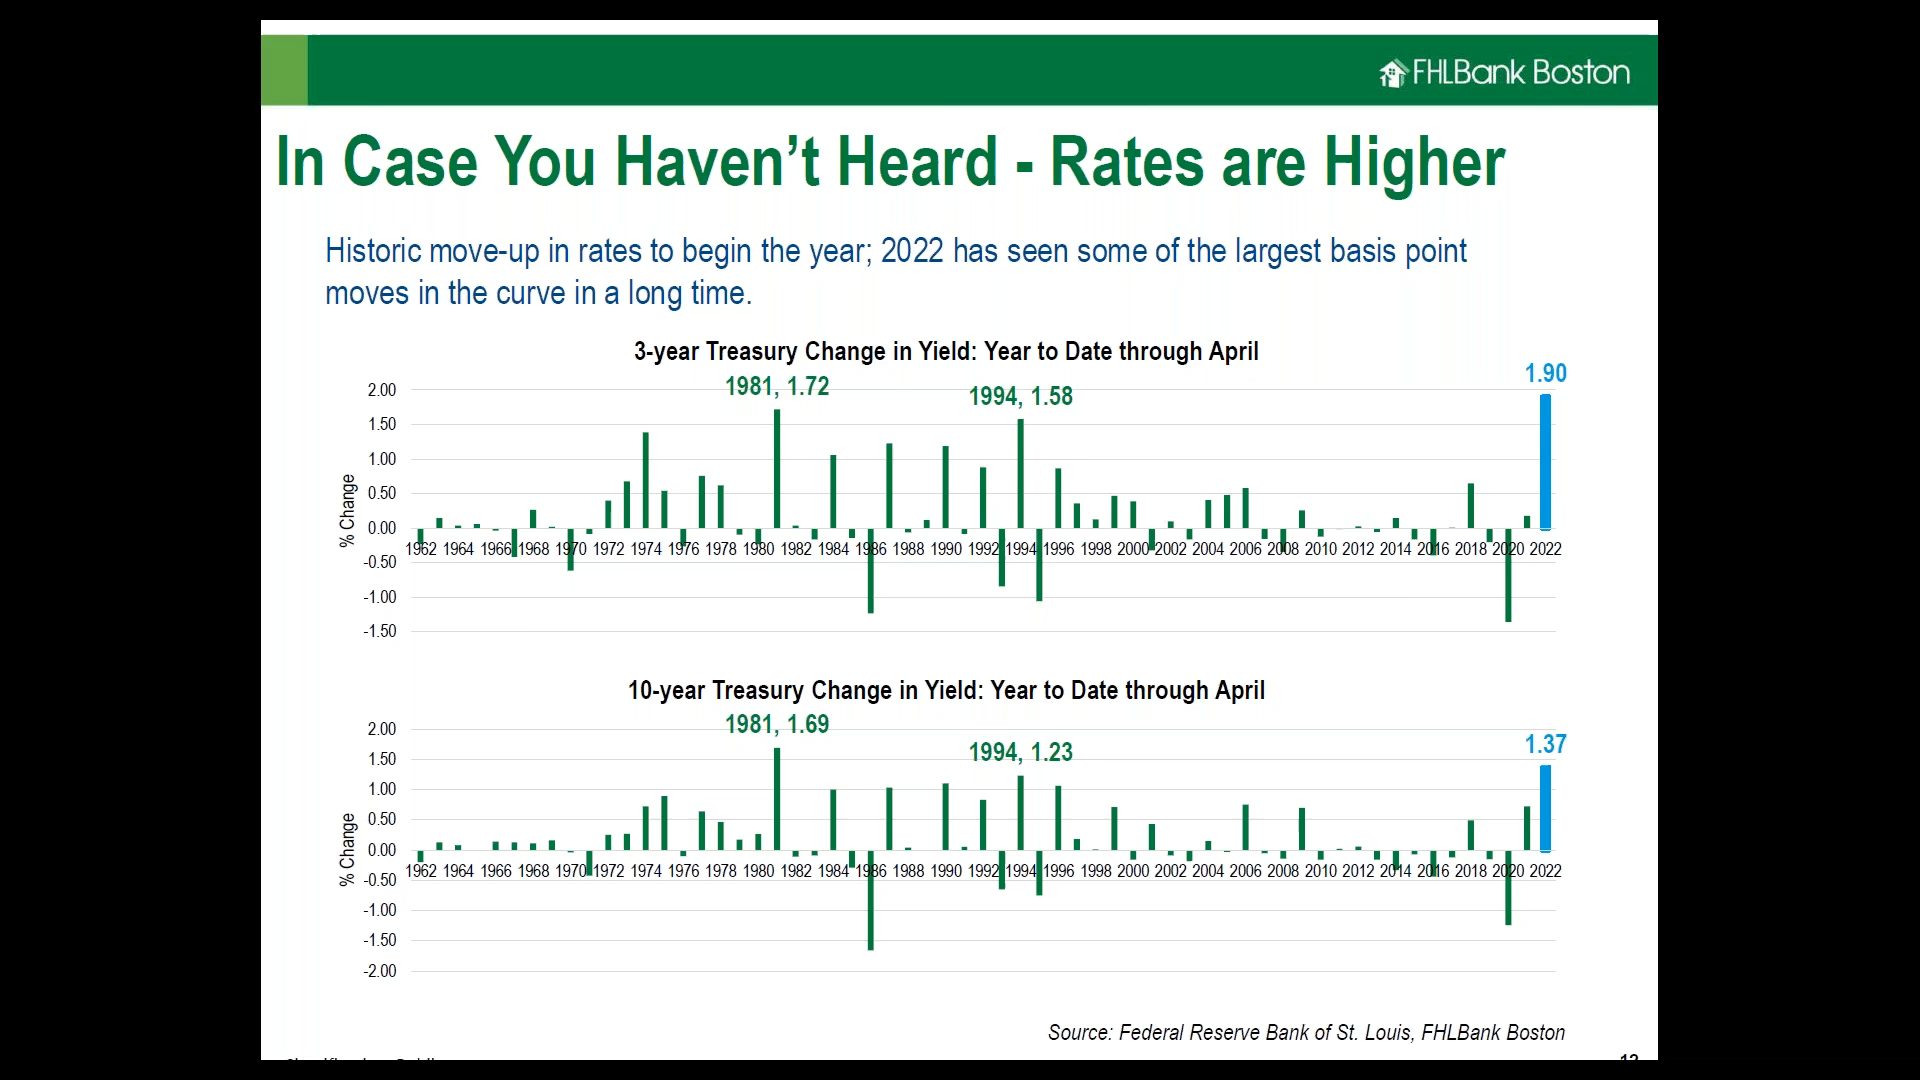 FHLBank Boston
In Case You Haven’t Heard - Rates are Higher
Historic move-up in rates to begin the year; 2022 has seen some of the largest basis point
moves in the curve in a long time.
3-year Treasury Change in Yield: Year to Date through April
1981, 1.72
1994, 1.58
1.90
% Change
2.00
1.50
1.00
0.50
0.00
-0.50
-1.00
-1.50
1962 1964 1966 1968 1970 1972 1974 1976 1978 1980 1982 1984 1986 1988 1990 1992 1994 1996 1998 2000 2002 2004 2006 2008 2010 2012 2014 2016 2018 2020 2022
10-year Treasury Change in Yield: Year to Date through April
1981, 1.69
1994, 1.23
1.37
% Change
2.00
1.50
1.00
0.50
0.00
-0.50
-1.00
-1.50
-2.00
1962 1964 1966 1968 1970 1972 1974 1976 1978 1980 1982 1984 1986 1988 1990 1992 1994 1996 1998 2000 2002 2004 2006 2008 2010 2012 2014 2016 2018 2020 2022
Source: Federal Reserve Bank of St. Louis, FHLBank Boston